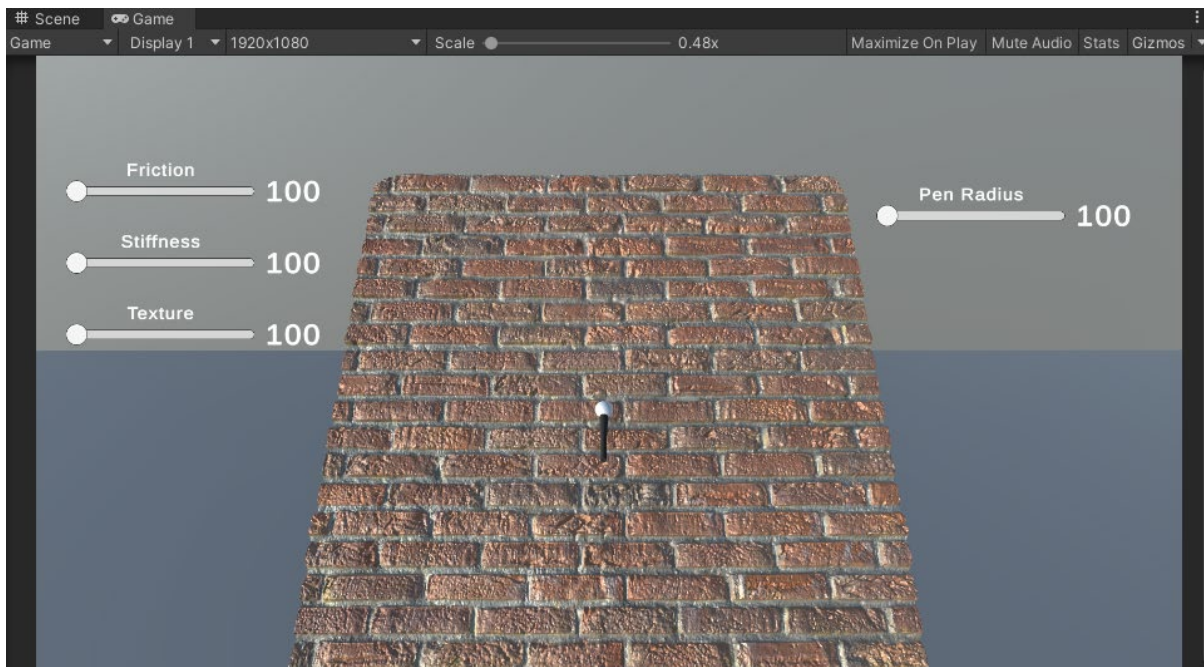 Scene Game
Game Display 1 1920x1080 Scale 0.48x Maximize On Play Mute Audio Stats Gizmos
Friction
100
Stiffness
100
Texture
100
Pen Radius
100